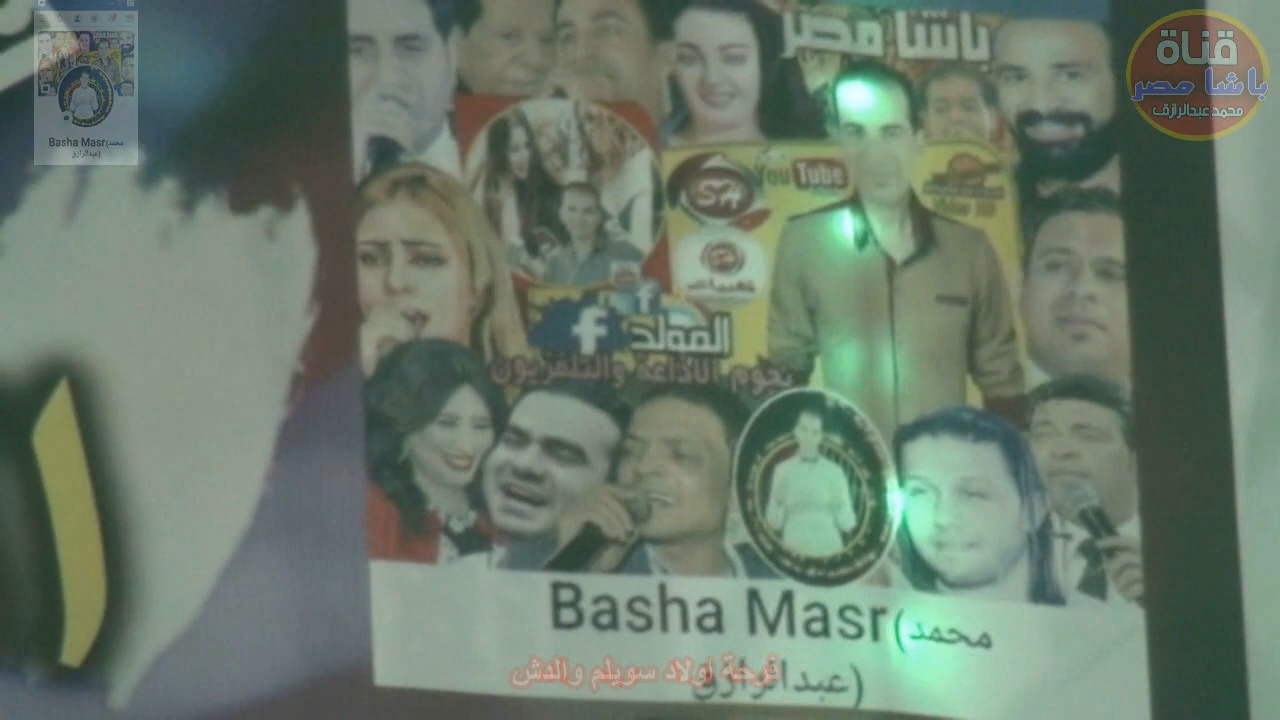 Basha Masr(محمد
عبدالرازق)
باشا مصر
قناة
باشا مصر
محمد عبدالرازق
You Tube
المولد
نجوم الاذاعة والتلفزيون
Basha Masr(محمد
عبدالرازق)
فرحة اولاد سويلم والدش